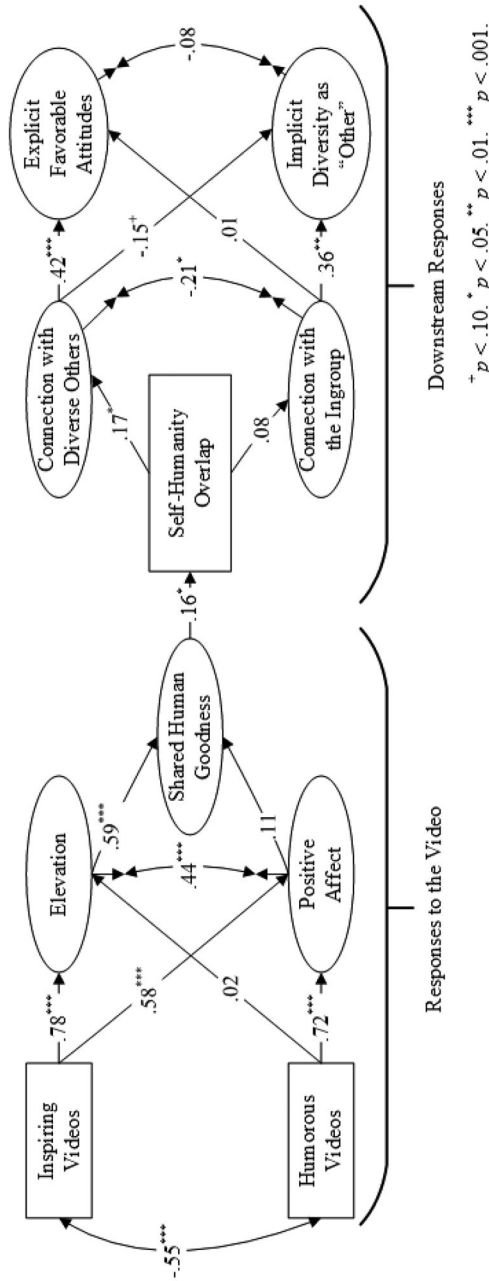 Inspiring
Videos
Humorous
Videos
-.55***
.78***
.58***
.02
.72***
Elevation
Positive
Affect
.59***
.44***
.11
Shared Human
Goodness
.16*
Self-Humanity
Overlap
.17*
.08
Connection with
Diverse Others
Connection with
the Ingroup
-.21*
.42***
-.15+
.01
.36**
Explicit
Favorable
Attitudes
Implicit
Diversity as
“Other”
-.08
Responses to the Video
Downstream Responses
+ p < .10. * p < .05. ** p < .01. *** p < .001.